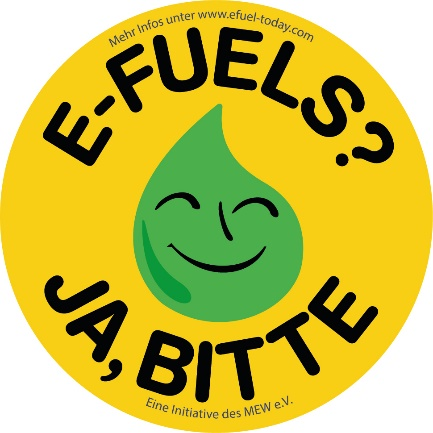 Mehr Infos unter www.efuel-today.com
E-FUELS?
JA, BITTE
Eine Initiative des MEW e.V.